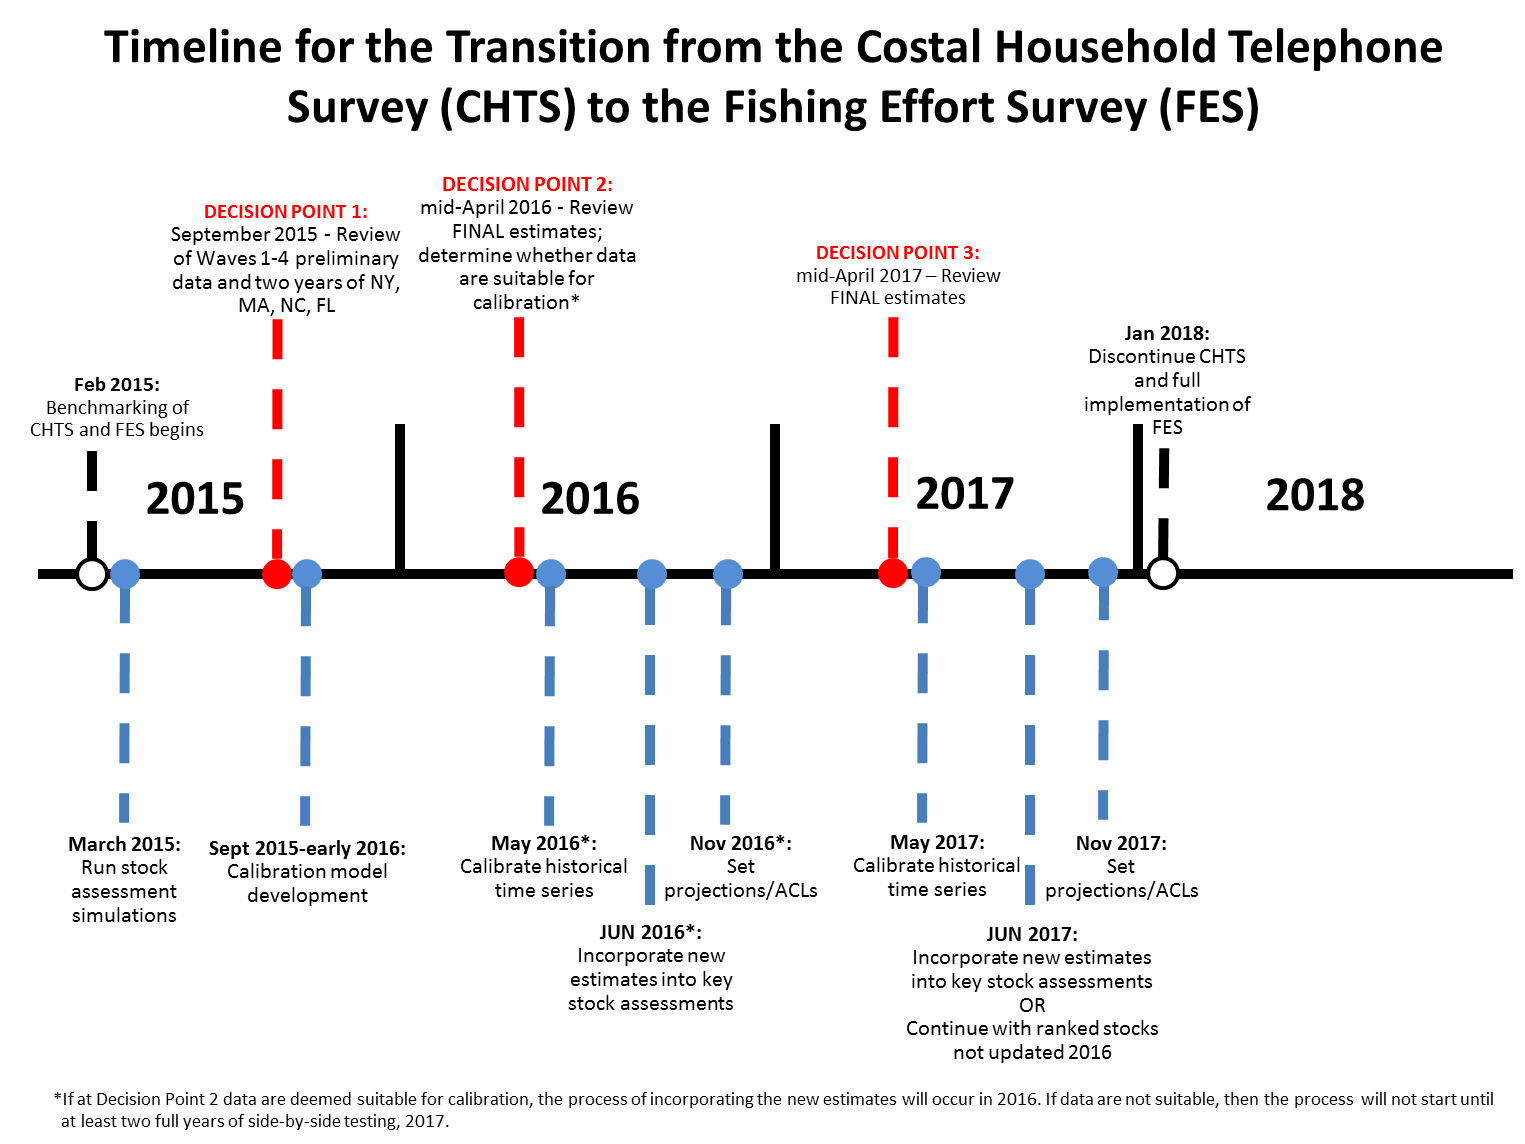 Timeline for the Transition from the Costal Household Telephone
Survey (CHTS) to the Fishing Effort Survey (FES)
DECISION POINT 1:
September 2015 - Review
of Waves 1-4 preliminary
data and two years of NY,
MA, NC, FL
DECISION POINT 2:
mid-April 2016 - Review
FINAL estimates;
determine whether data
are suitable for
calibration*
DECISION POINT 3:
mid-April 2017 – Review
FINAL estimates
Jan 2018:
Discontinue CHTS
and full
implementation of
FES
Feb 2015:
Benchmarking of
CHTS and FES begins
2015
2016
2017
2018
March 2015:
Run stock
assessment
simulations
Sept 2015-early 2016:
Calibration model
development
May 2016*:
Calibrate historical
time series
JUN 2016*:
Incorporate new
estimates into key
stock assessments
Nov 2016*:
Set
projections/ACLs
May 2017:
Calibrate historical
time series
JUN 2017:
Incorporate new estimates
into key stock assessments
OR
Continue with ranked stocks
not updated 2016
Nov 2017:
Set
projections/ACLs
*If at Decision Point 2 data are deemed suitable for calibration, the process of incorporating the new estimates will occur in 2016. If data are not suitable, then the process will not start until
at least two full years of side-by-side testing, 2017.